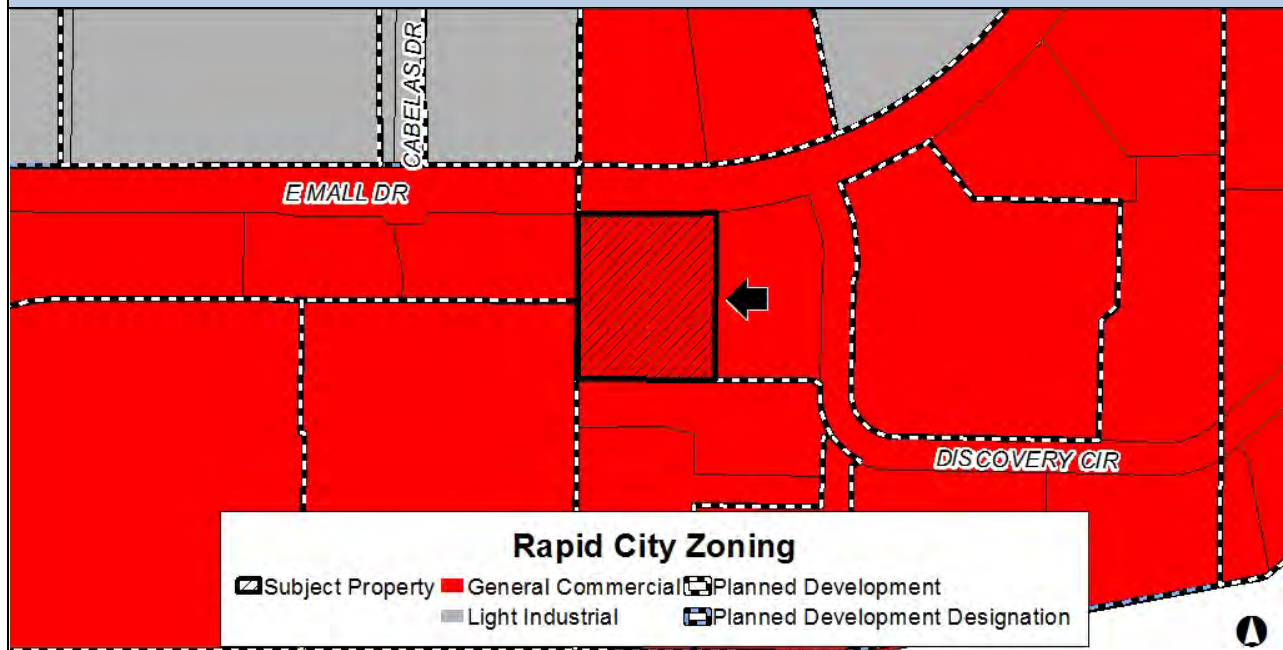 CABELAS DR
E MALL DR
DISCOVERY CIR
Rapid City Zoning
Subject Property General Commercial Planned Development
Light Industrial Planned Development Designation